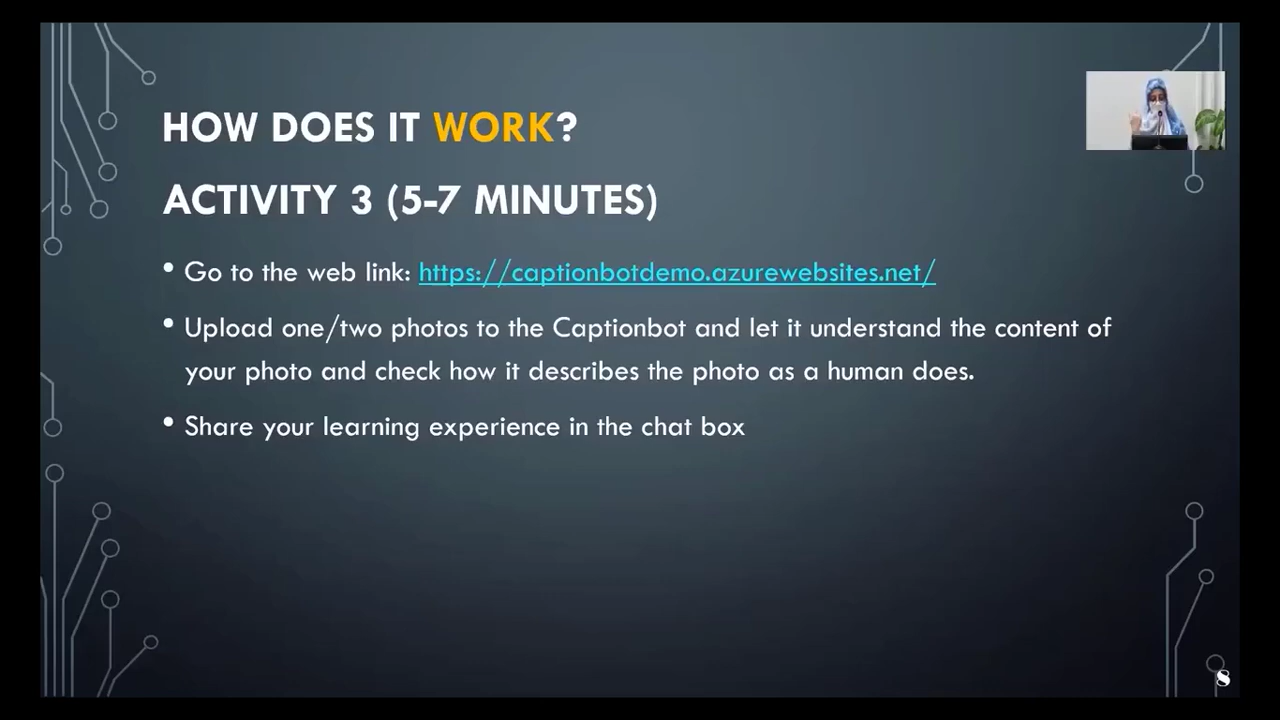 HOW DOES IT WORK?
ACTIVITY 3 (5-7 MINUTES)
• Go to the web link: https://captionbotdemo.azurewebsites.net/
• Upload one/two photos to the Captionbot and let it understand the content of
your photo and check how it describes the photo as a human does.
• Share your learning experience in the chat box
8